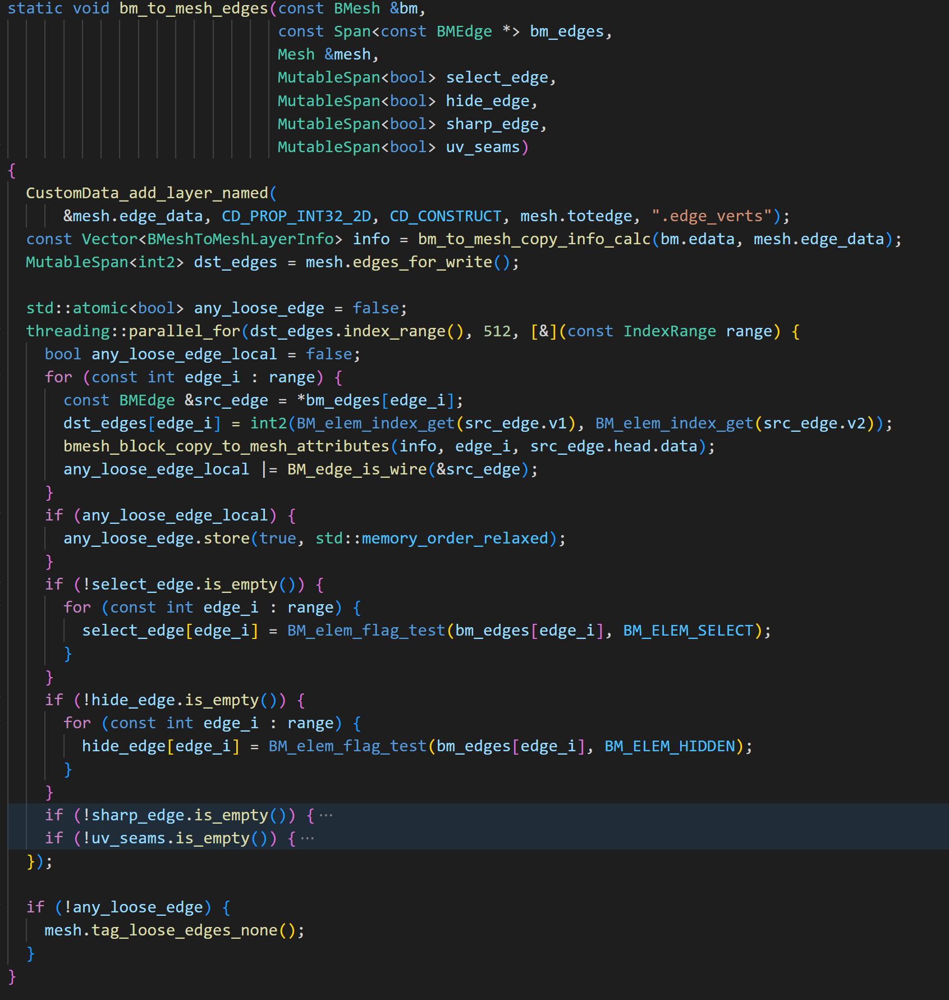 static void bm_to_mesh_edges(const BMesh &bm,
                             const Span<const BMEdge *> bm_edges,
                             Mesh &mesh,
                             MutableSpan<bool> select_edge,
                             MutableSpan<bool> hide_edge,
                             MutableSpan<bool> sharp_edge,
                             MutableSpan<bool> uv_seams)
{
  CustomData_add_layer_named(
      &mesh.edge_data, CD_PROP_INT32_2D, CD_CONSTRUCT, mesh.totedge, ".edge_verts");
  const Vector<BMeshToMeshLayerInfo> info = bm_to_mesh_copy_info_calc(bm.edata, mesh.edge_data);
  MutableSpan<int2> dst_edges = mesh.edges_for_write();

  std::atomic<bool> any_loose_edge = false;
  threading::parallel_for(dst_edges.index_range(), 512, [&](const IndexRange range) {
    bool any_loose_edge_local = false;
    for (const int edge_i : range) {
      const BMEdge &src_edge = *bm_edges[edge_i];
      dst_edges[edge_i] = int2(BM_elem_index_get(src_edge.v1), BM_elem_index_get(src_edge.v2));
      bmesh_block_copy_to_mesh_attributes(info, edge_i, src_edge.head.data);
      any_loose_edge_local |= BM_edge_is_wire(&src_edge);
    }
    if (any_loose_edge_local) {
      any_loose_edge.store(true, std::memory_order_relaxed);
    }
    if (!select_edge.is_empty()) {
      for (const int edge_i : range) {
        select_edge[edge_i] = BM_elem_flag_test(bm_edges[edge_i], BM_ELEM_SELECT);
      }
    }
    if (!hide_edge.is_empty()) {
      for (const int edge_i : range) {
        hide_edge[edge_i] = BM_elem_flag_test(bm_edges[edge_i], BM_ELEM_HIDDEN);
      }
    }
    if (!sharp_edge.is_empty()) {···
    if (!uv_seams.is_empty()) {···
  });

  if (!any_loose_edge) {
    mesh.tag_loose_edges_none();
  }
}